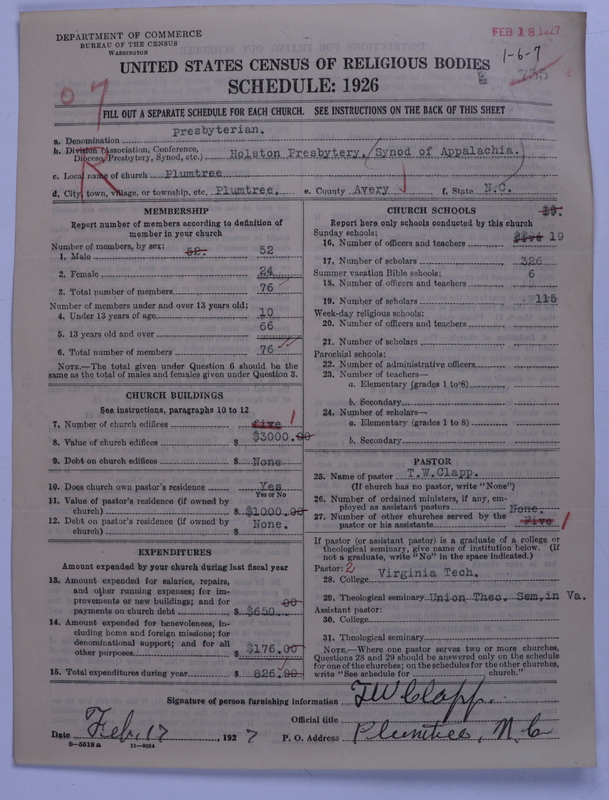 DEPARTMENT OF COMMERCE
BUREAU OF THE CENSUS
WASHINGTON
FEB 18 1927
1-6-7
UNITED STATES CENSUS OF RELIGIOUS BODIES
SCHEDULE: 1926
07
FILL OUT A SEPARATE SCHEDULE FOR EACH CHURCH. SEE INSTRUCTIONS ON THE BACK OF THIS SHEET
a. Denomination Presbyterian.
b. Division (Association, Conference, Diocese, Presbytery, Synod, etc.) Holston Presbytery, (Synod of Appalachia.)
c. Local name of church Plumtree
d. City, town, village, or township, etc. Plumtree. e. County Avery f. State N.C.
MEMBERSHIP
Report number of members according to definition of
member in your church
Number of members, by sex:
1. Male 52. 52
2. Female 24
3. Total number of members 76
Number of members under and over 13 years old:
4. Under 13 years of age 10
5. 13 years old and over 66
6. Total number of members 76
NOTE.—The total given under Question 6 should be the
same as the total of males and females given under Question 3.
CHURCH BUILDINGS
See instructions, paragraphs 10 to 12
7. Number of church edifices five 1
8. Value of church edifices $ $3000.00
9. Debt on church edifices $ None
10. Does church own pastor's residence Yes
Yes or No
11. Value of pastor's residence (if owned by
church) $ $1000.00
12. Debt on pastor's residence (if owned by
church) $ None.
EXPENDITURES
Amount expended by your church during last fiscal year
13. Amount expended for salaries, repairs,
and other running expenses; for im-
provements or new buildings; and for
payments on church debt $ $650.00
14. Amount expended for benevolences, in-
cluding home and foreign missions; for
denominational support; and for all
other purposes $ $176.00
15. Total expenditures during year $ 826.00
CHURCH SCHOOLS
Report here only schools conducted by this church
Sunday schools: 19.
16. Number of officers and teachers five 19
17. Number of scholars 326
Summer vacation Bible schools: 6
18. Number of officers and teachers
19. Number of scholars 115
Week-day religious schools:
20. Number of officers and teachers
21. Number of scholars
Parochial schools:
22. Number of administrative officers
23. Number of teachers—
a. Elementary (grades 1 to 8)
b. Secondary
24. Number of scholars—
a. Elementary (grades 1 to 8)
b. Secondary
PASTOR
25. Name of pastor T.W.Clapp.
(If church has no pastor, write "None")
26. Number of ordained ministers, if any, em-
ployed as assistant pastors None.
27. Number of other churches served by the
pastor or his assistants Five 1
If pastor (or assistant pastor) is a graduate of a college or
theological seminary, give name of institution below. (If
not a graduate, write "No" in the space indicated.)
Pastor: 2
28. College Virginia Tech.
29. Theological seminary Union Theo. Sem, in Va.
Assistant pastor:
30. College
31. Theological seminary
NOTE.—Where one pastor serves two or more churches,
Questions 28 and 29 should be answered only on the schedule
for one of the churches; on the schedules for the other churches,
write "See schedule for church."
Signature of person furnishing information T W Clapp.
Official title
Date Feb. 17, 1927 P. O. Address Plumtree, N.C
8-5518a 11-9054